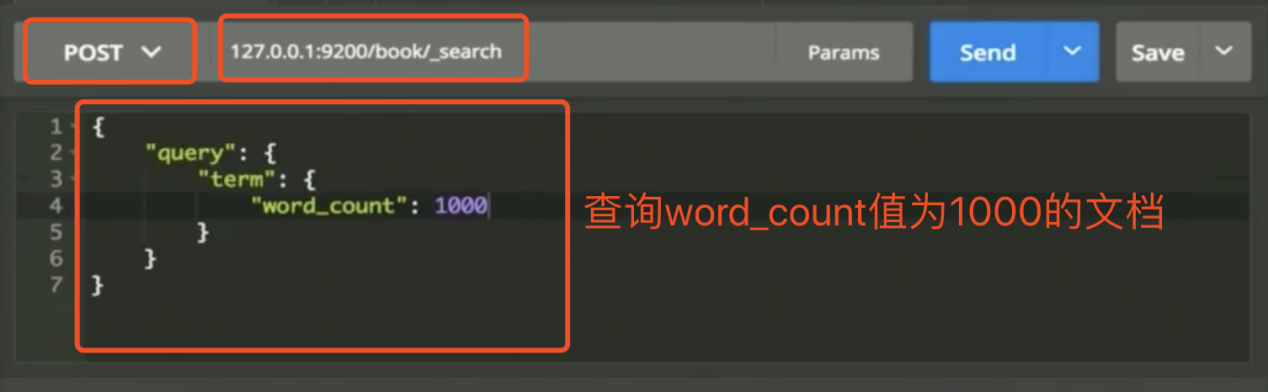 POST 127.0.0.1:9200/book/_search Params Send Save
1 {
2 "query": {
3 "term": {
4 "word_count": 1000
5 }
6 }
7 }
查询word_count值为1000的文档